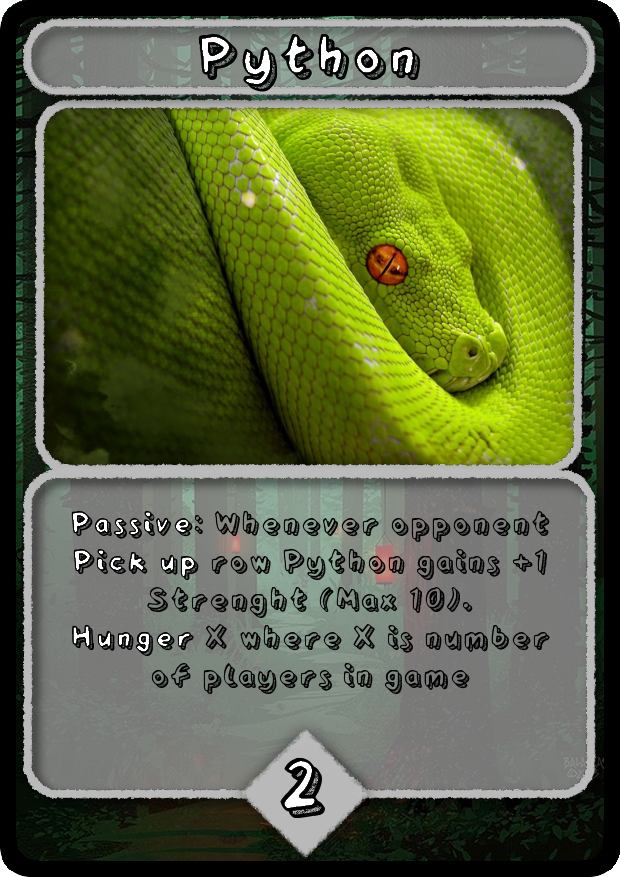 Python
Passive: Whenever opponent
Pick up row Python gains +1
Strenght (Max 10).
Hunger X where X is number
of players in game
2